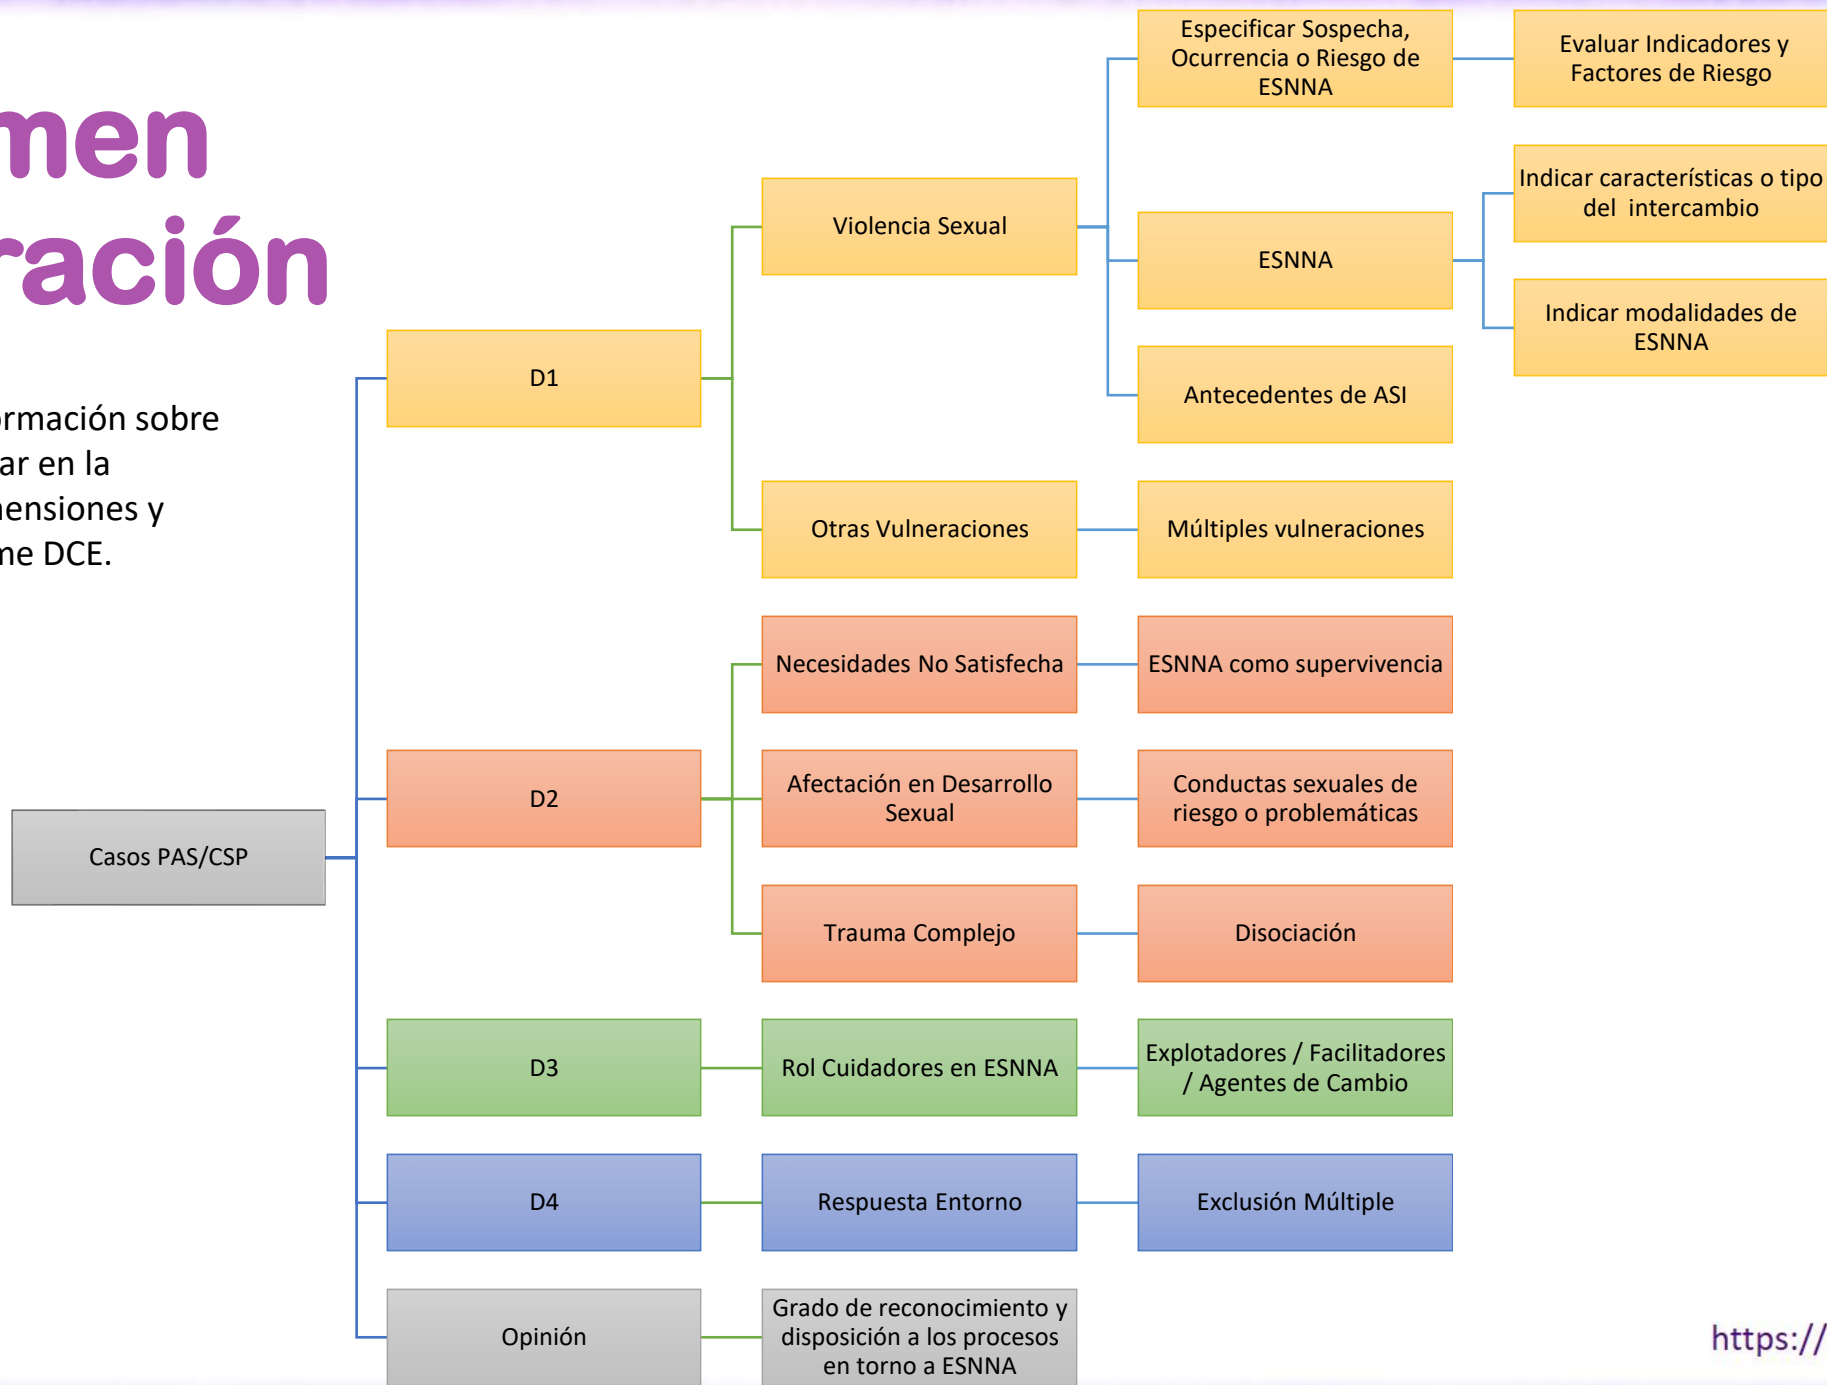 men
ración
ormación sobre
ar en la
ensiones y
me DCE.
Casos PAS/CSP
D1
Violencia Sexual
Especificar Sospecha,
Ocurrencia o Riesgo de
ESNNA
Evaluar Indicadores y
Factores de Riesgo
ESNNA
Indicar características o tipo
del intercambio
Indicar modalidades de
ESNNA
Antecedentes de ASI
Otras Vulneraciones
Múltiples vulneraciones
D2
Necesidades No Satisfecha
ESNNA como supervivencia
Afectación en Desarrollo
Sexual
Conductas sexuales de
riesgo o problemáticas
Trauma Complejo
Disociación
D3
Rol Cuidadores en ESNNA
Explotadores / Facilitadores
/ Agentes de Cambio
D4
Respuesta Entorno
Exclusión Múltiple
Opinión
Grado de reconocimiento y
disposición a los procesos
en torno a ESNNA
https://